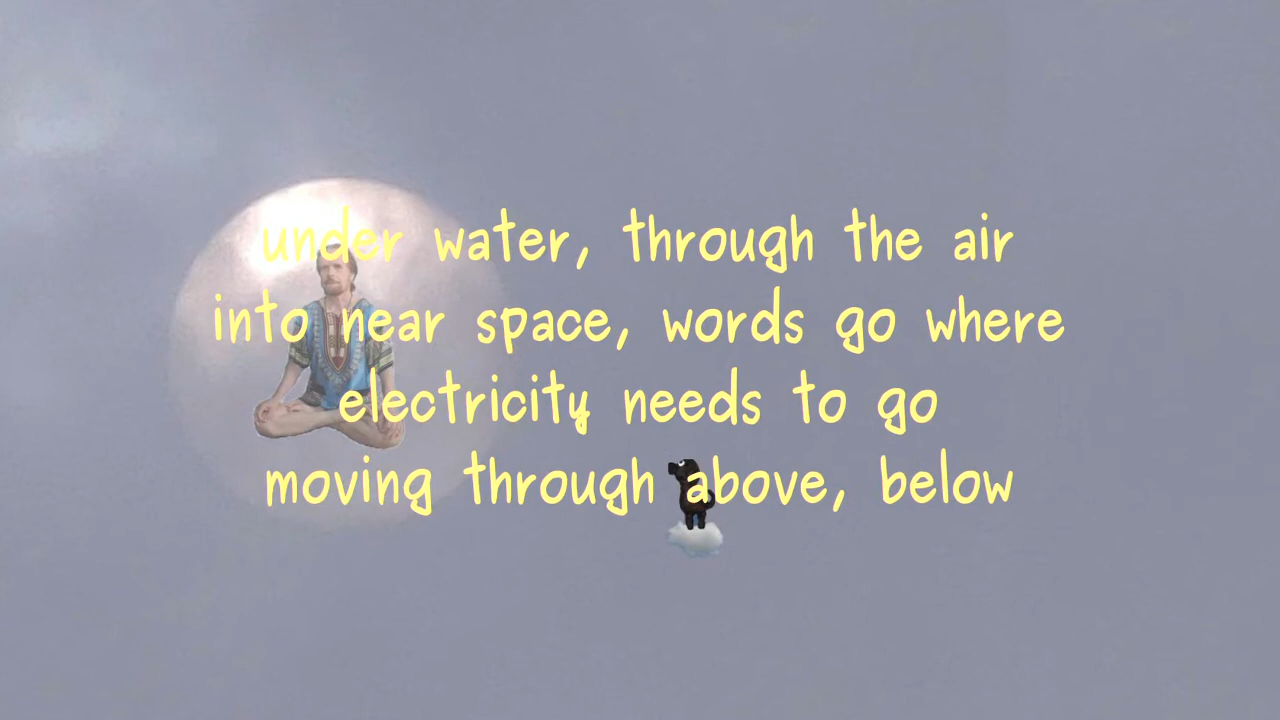 under water, through the air
into near space, words go where
electricity needs to go
moving through above, below